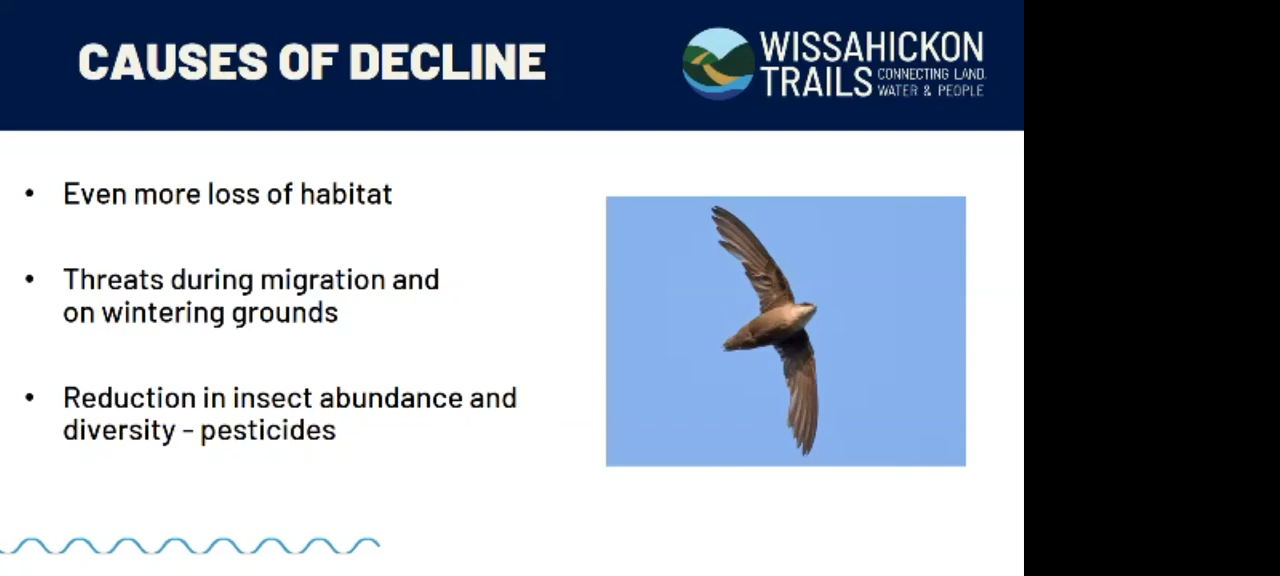 CAUSES OF DECLINE
WISSAHICKON
TRAILS CONNECTING LAND,
WATER & PEOPLE
• Even more loss of habitat
• Threats during migration and
on wintering grounds
• Reduction in insect abundance and
diversity - pesticides